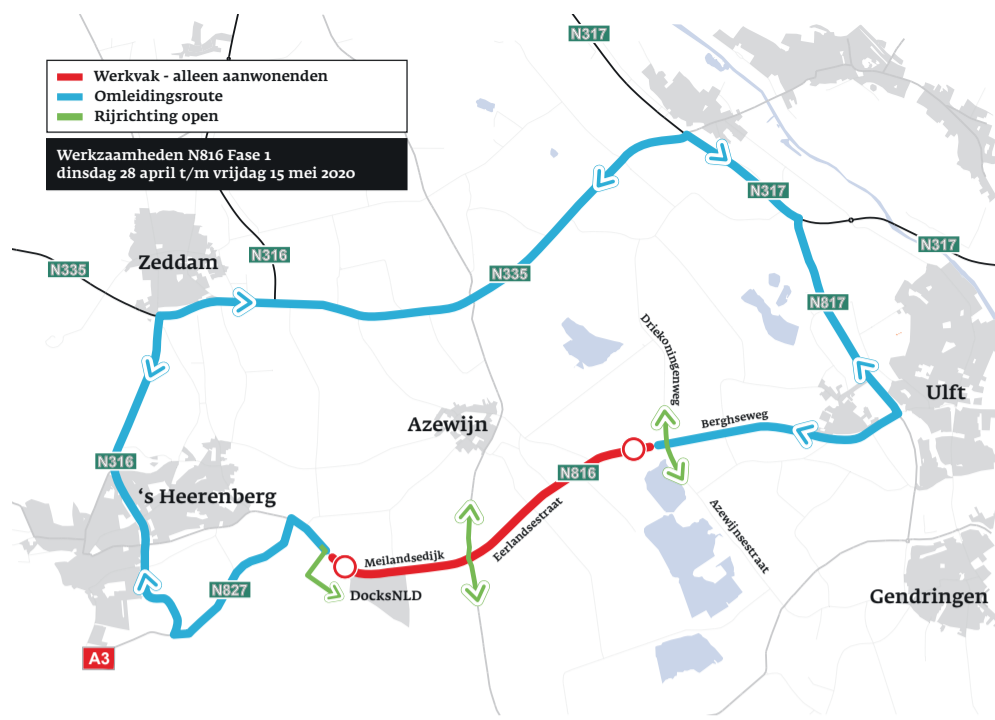 N317
Werkvak - alleen aanwonenden
Omleidingsroute
Rijrichting open
Werkzaamheden N816 Fase 1
dinsdag 28 april t/m vrijdag 15 mei 2020
N317
N317
N316
Zeddam
N335
N335
N817
Driekoningenweg
Ulft
Berghseweg
Azewijn
N316
's Heerenberg
N816
Eerlandsestraat
Azewijnsestraat
Meilandsedijk
N827
DocksNLD
Gendringen
A3